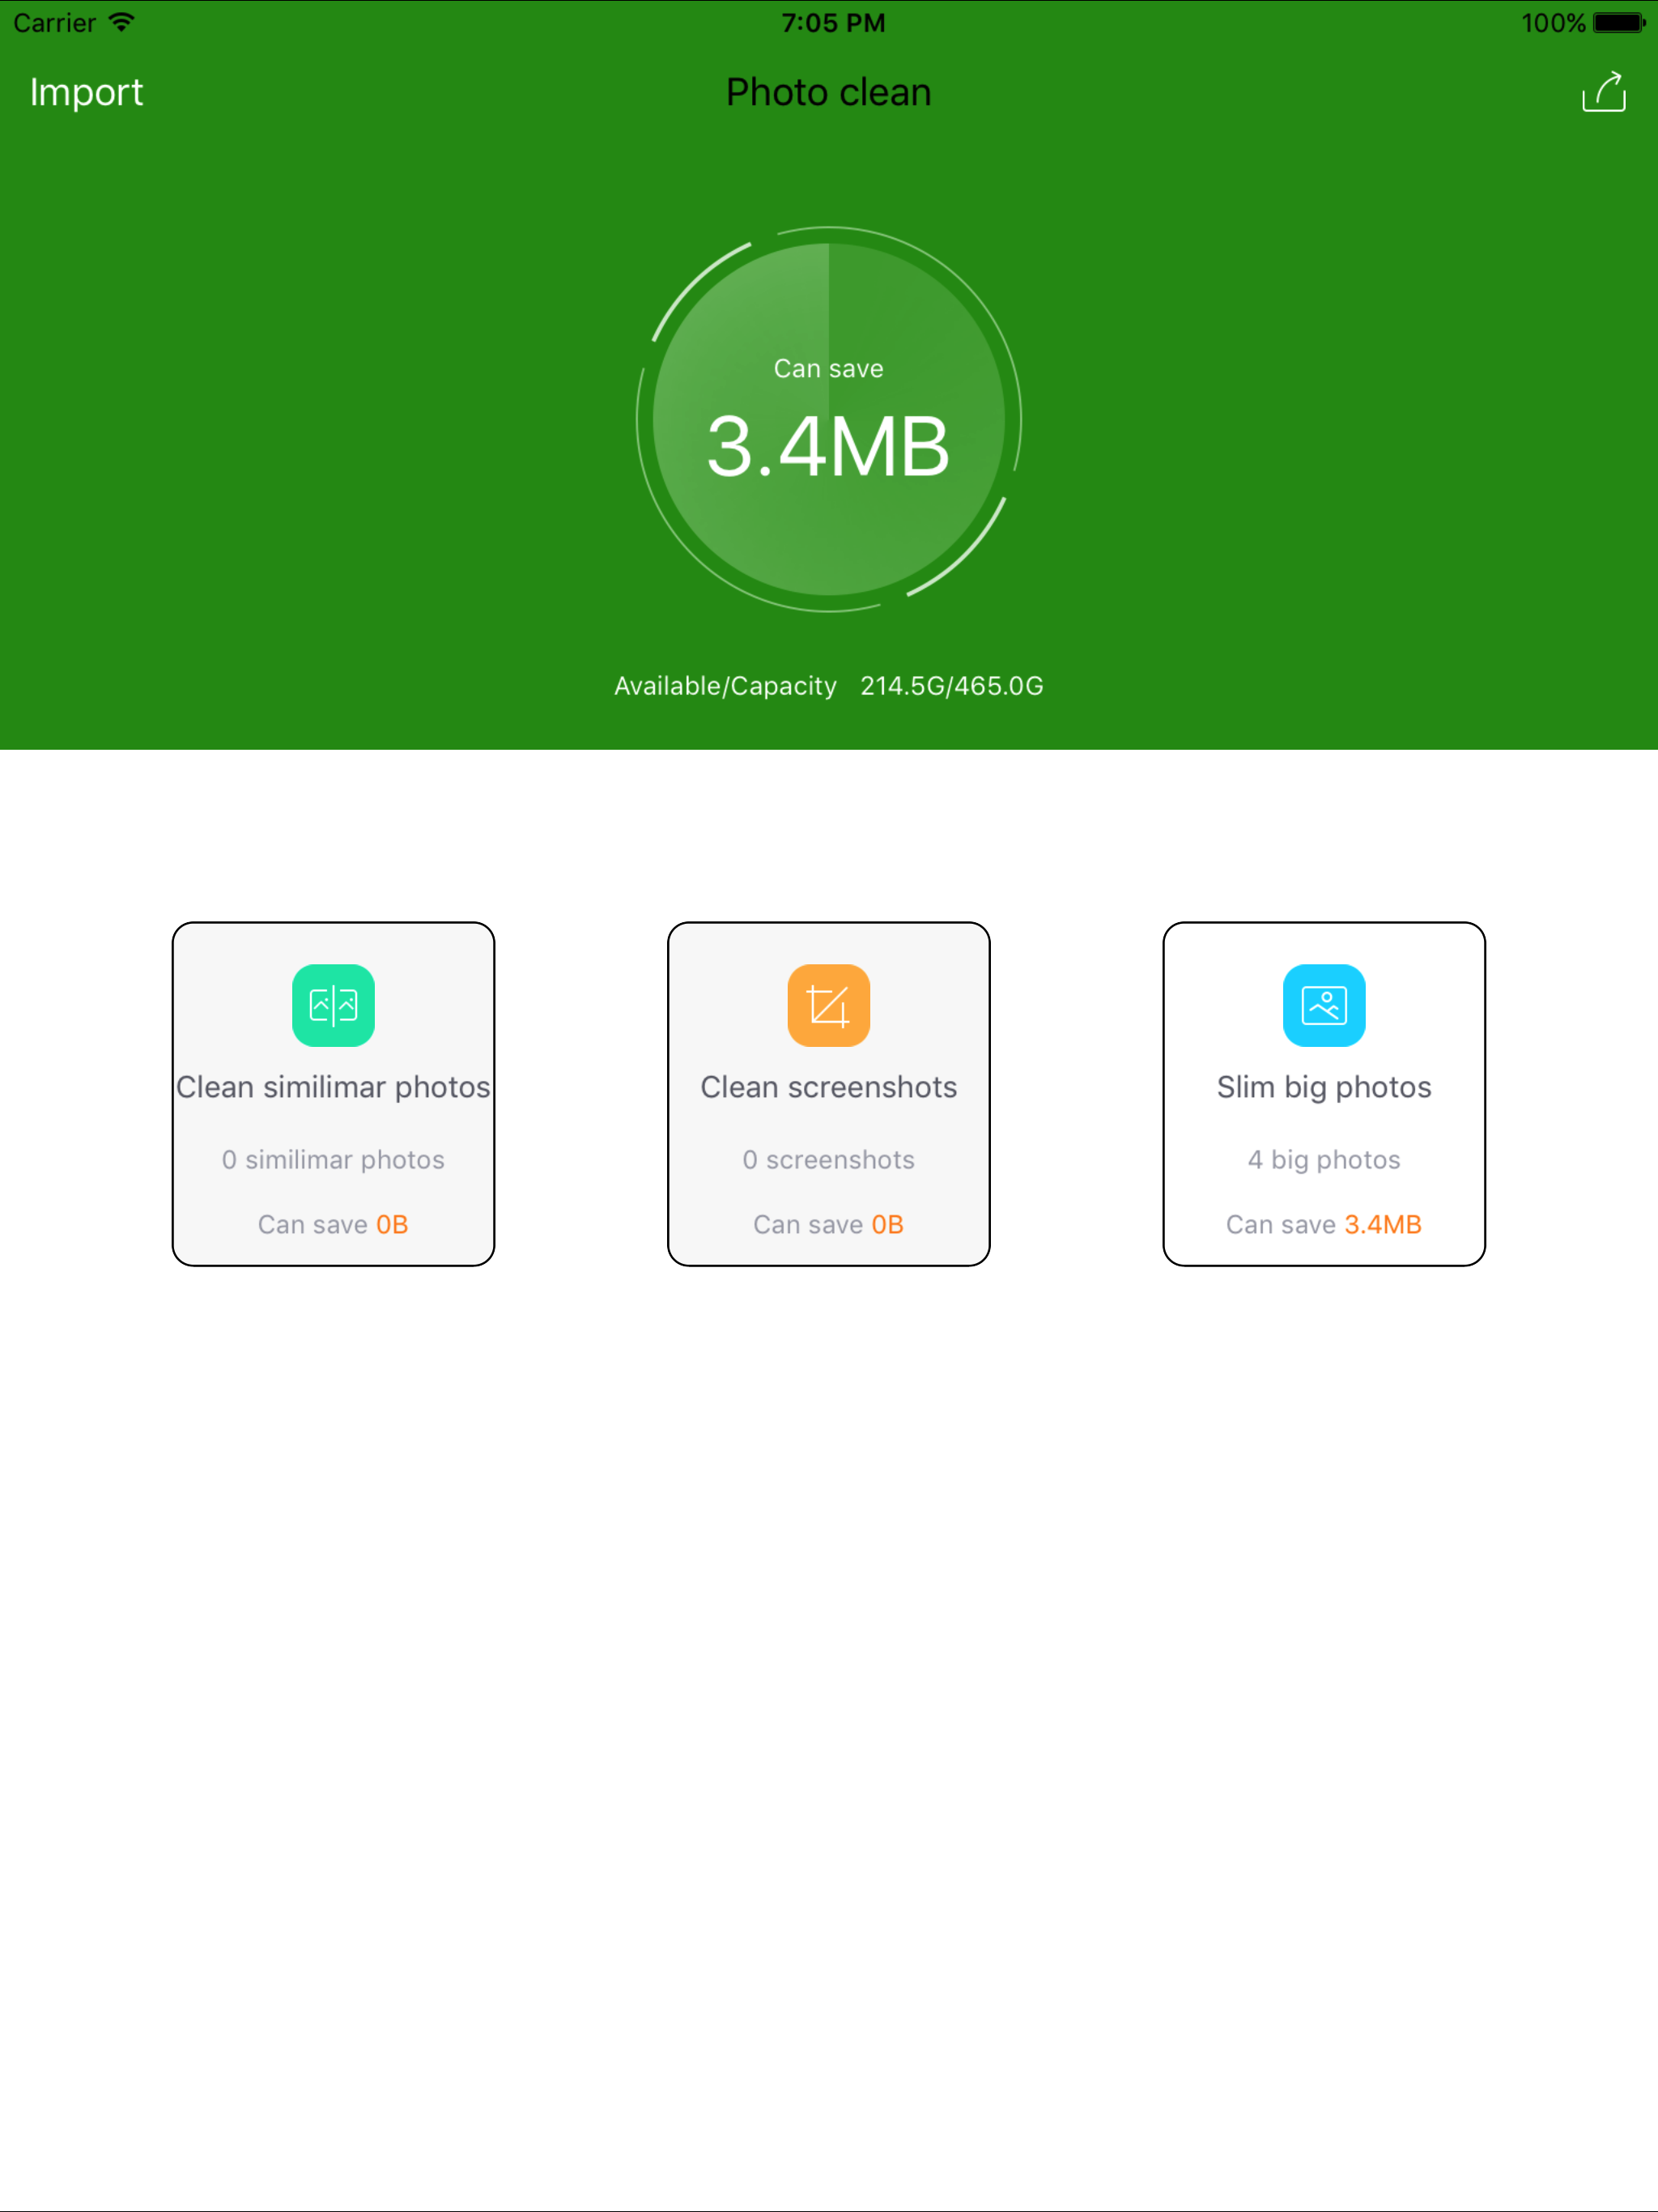 Carrier 7:05 PM 100%
Import Photo clean
Can save
3.4MB
Available/Capacity 214.5G/465.0G
Clean similimar photos
0 similimar photos
Can save 0B
Clean screenshots
0 screenshots
Can save 0B
Slim big photos
4 big photos
Can save 3.4MB